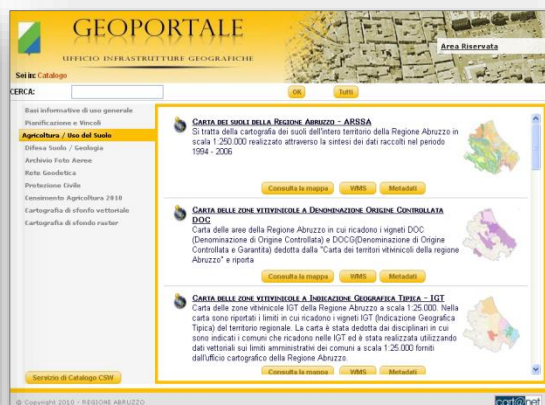 GEOPORTALE
UFFICIO INFRASTRUTTURE GEOGRAFICHE
Area Riservata
Sei in: Catalogo
CERCA:
OK
Tutti
Basi informative di uso generale
Pianificazione e Vincoli
Agricoltura / Uso del Suolo
Difesa Suolo / Geologia
Archivio Foto Aeree
Rete Geodetica
Protezione Civile
Censimento Agricoltura 2010
Cartografia di sfondo vettoriale
Cartografia di sfondo raster
Servizio di Catalogo CSW
CARTA DEI SUOLI DELLA REGIONE ABRUZZO - ARSSA
Si tratta della cartografia dei suoli dell'intero territorio della Regione Abruzzo in
scala 1:250.000 realizzato attraverso la sintesi dei dati raccolti nel periodo
1994 - 2006
Consulta la mappa WMS Metadati
CARTA DELLE ZONE VITIVINICOLE A DENOMINAZIONE ORIGINE CONTROLLATA
DOC
Carta delle aree della Regione Abruzzo in cui ricadono i vigneti DOC
(Denominazione di Origine Controllata) e DOCG(Denominazione di Origine
Controllata e Garantita) dedotta dalla "Carta dei territori vitivinicoli della regione
Abruzzo" e riporta
Consulta la mappa WMS Metadati
CARTA DELLE ZONE VITIVINICOLE A INDICAZIONE GEOGRAFICA TIPICA - IGT
Carta delle zone vitivinicole IGT della Regione Abruzzo a scala 1:25.000. Nella
carta sono riportati i limiti in cui ricadono i vigneti IGT (Indicazione Geografica
Tipica) del territorio regionale. La carta è stata dedotta dai disciplinari in cui
sono indicati i comuni che ricadono nelle IGT ed è stata realizzata utilizzando
dati vettoriali sui limiti amministrativi dei comuni a scala 1:25.000 forniti
dall'ufficio cartografico della Regione Abruzzo.
Consulta la mappa WMS Metadati
© Copyright 2010 - REGIONE ABRUZZO
cart@net